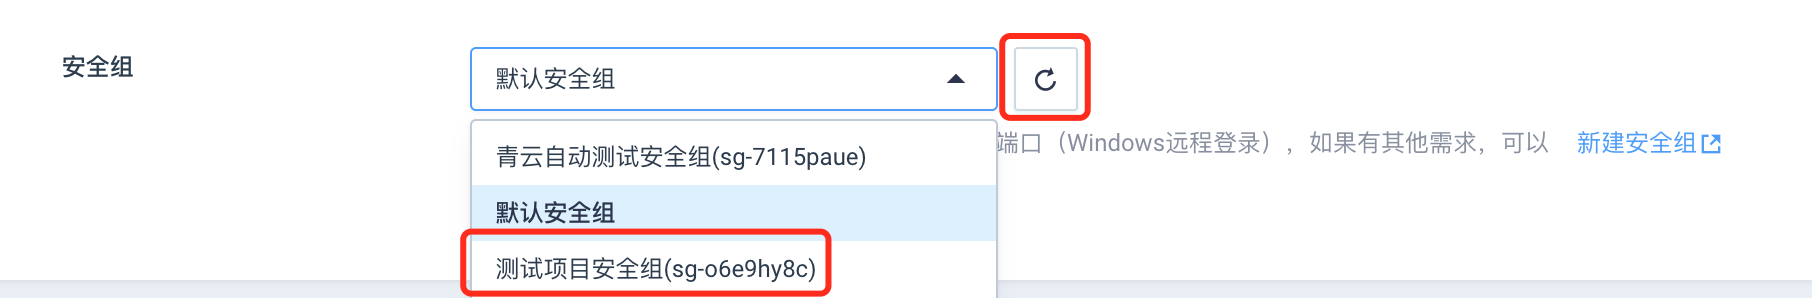 安全组
默认安全组
青云自动测试安全组(sg-7115paue)
端口（Windows远程登录），如果有其他需求，可以 新建安全组
默认安全组
测试项目安全组(sg-o6e9hy8c)